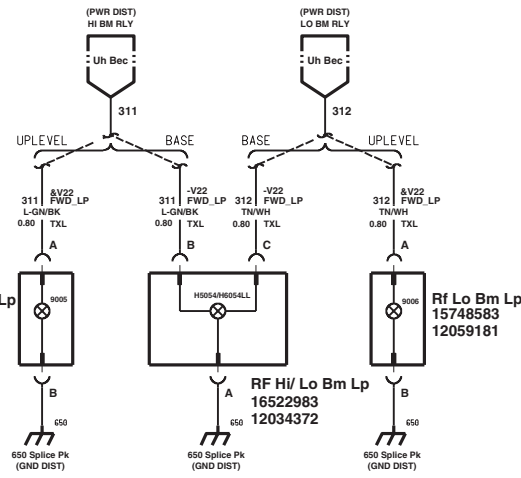 (PWR DIST)
HI BM RLY
(PWR DIST)
LO BM RLY
Uh Bec
Uh Bec
311
312
UPLEVEL
BASE
BASE
UPLEVEL
&V22
311 FWD_LP
L-GN/BK
0.80 TXL
-V22
311 FWD_LP
L-GN/BK
0.80 TXL
-V22
312 FWD_LP
TN/WH
0.80 TXL
&V22
312 FWD_LP
TN/WH
0.80 TXL
A
B
C
A
Lp
9005
H5054/H6054LL
9006
Rf Lo Bm Lp
15748583
12059181
RF Hi/ Lo Bm Lp
16522983
12034372
B
A
B
650
650
650
650 Splice Pk
(GND DIST)
650 Splice Pk
(GND DIST)
650 Splice Pk
(GND DIST)